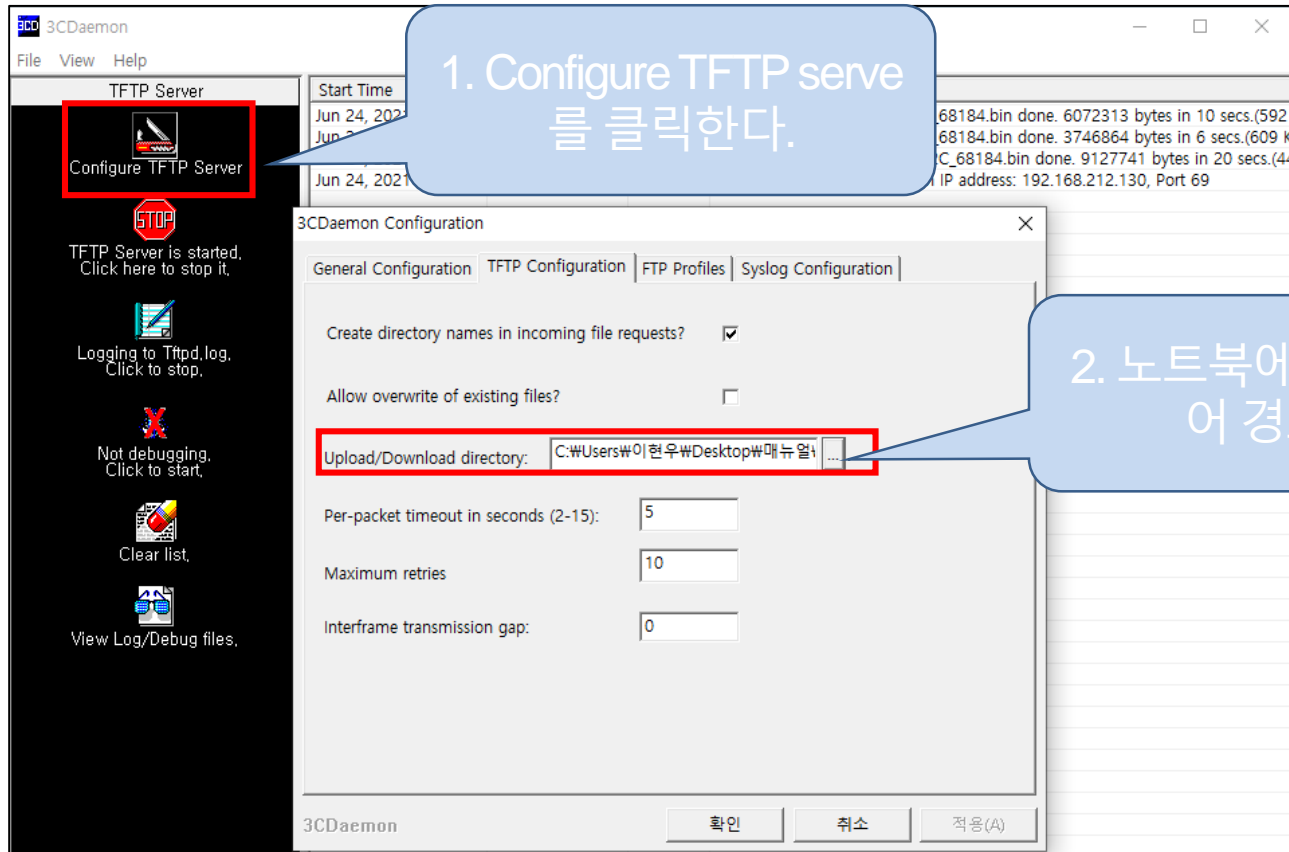 3CD 3CDaemon
File View Help
TFTP Server
Configure TFTP Server
STOP
TFTP Server is started,
Click here to stop it,
Logging to Tftpd,log,
Click to stop,
Not debugging,
Click to start,
Clear list,
View Log/Debug files,
1. Configure TFTP serve
를 클릭한다.
Start Time
Jun 24, 202
_68184.bin done. 6072313 bytes in 10 secs.(592
_68184.bin done. 3746864 bytes in 6 secs.(609 K
C_68184.bin done. 9127741 bytes in 20 secs.(44
Jun 24, 2021
IP address: 192.168.212.130, Port 69
3CDaemon Configuration
General Configuration TFTP Configuration FTP Profiles Syslog Configuration
Create directory names in incoming file requests?
Allow overwrite of existing files?
Upload/Download directory: C:₩Users₩이현우₩Desktop₩매뉴얼₩ ...
Per-packet timeout in seconds (2-15): 5
Maximum retries 10
Interframe transmission gap: 0
3CDaemon 확인 취소 적용(A)
2. 노트북에
어 경